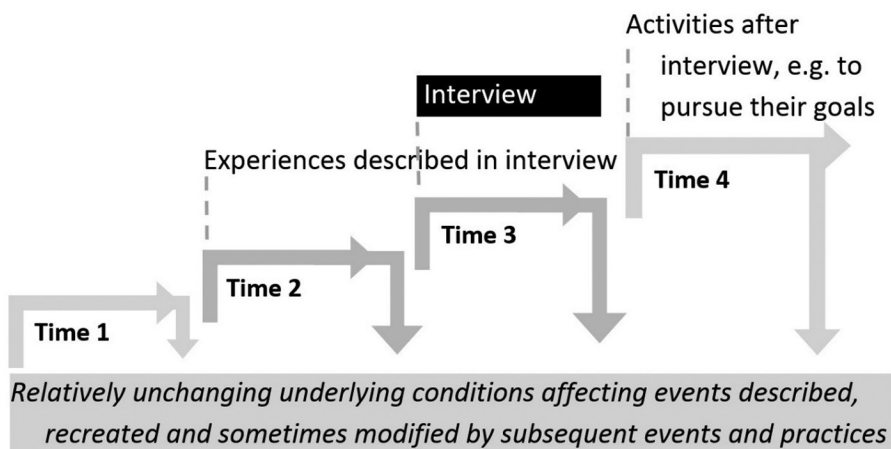 Activities after
interview, e.g. to
pursue their goals
Interview
Experiences described in interview
Time 4
Time 3
Time 2
Time 1
Relatively unchanging underlying conditions affecting events described,
recreated and sometimes modified by subsequent events and practices